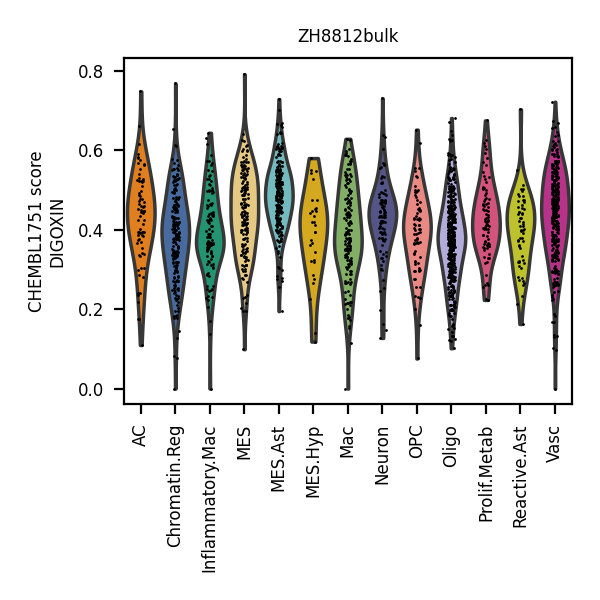 ZH8812bulk
CHEMBL1751 score
DIGOXIN
0.8
0.6
0.4
0.2
0.0
AC
Chromatin.Reg
Inflammatory.Mac
MES
MES.Ast
MES.Hyp
Mac
Neuron
OPC
Oligo
Prolif.Metab
Reactive.Ast
Vasc